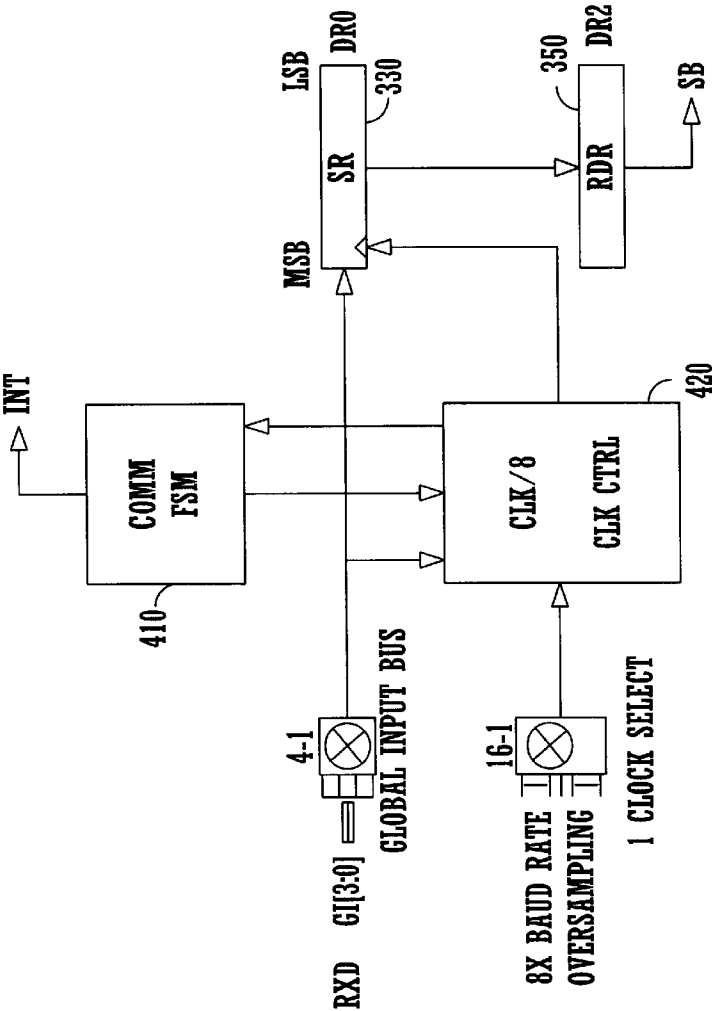 INT
COMM
FSM
410
LSB
DR0
SR
330
MSB
350
DR2
RDR
SB
CLK/8
CLK CTRL
420
4-1
RXD GI[3:0]
GLOBAL INPUT BUS
16-1
8X BAUD RATE
OVERSAMPLING
1 CLOCK SELECT